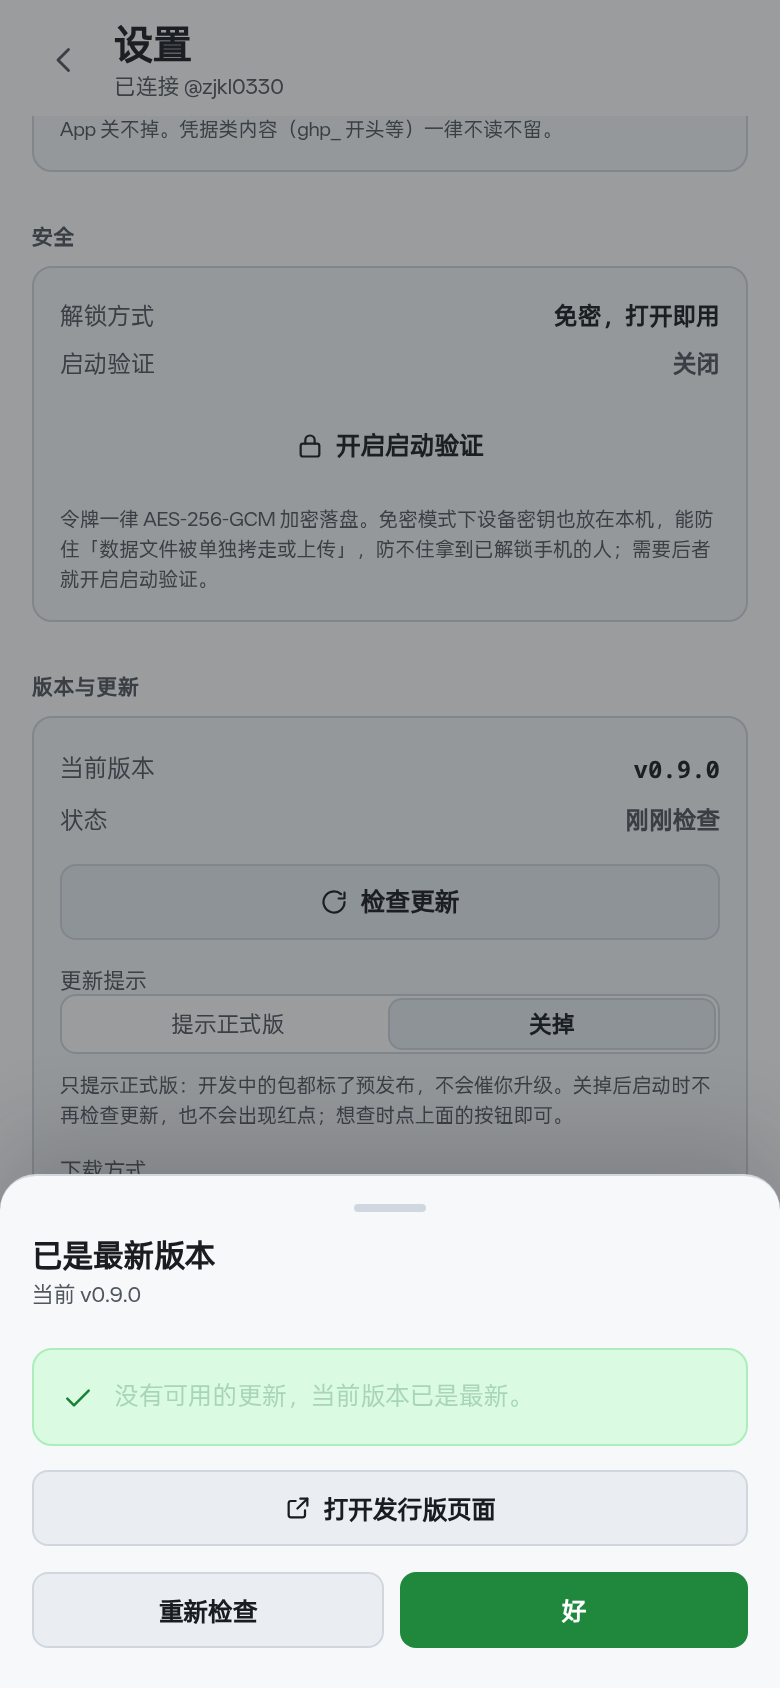 设置
已连接 @zjkl0330
App 关不掉。凭据类内容（ghp_ 开头等）一律不读不留。
安全
解锁方式 免密，打开即用
启动验证 关闭
开启启动验证
令牌一律 AES-256-GCM 加密落盘。免密模式下设备密钥也放在本机，能防
住「数据文件被单独拷走或上传」，防不住拿到已解锁手机的人；需要后者
就开启启动验证。
版本与更新
当前版本 v0.9.0
状态 刚刚检查
检查更新
更新提示
提示正式版 关掉
只提示正式版：开发中的包都标了预发布，不会催你升级。关掉后启动时不
再检查更新，也不会出现红点；想查时点上面的按钮即可。
下载方式
已是最新版本
当前 v0.9.0
没有可用的更新，当前版本已是最新。
打开发行版页面
重新检查 好